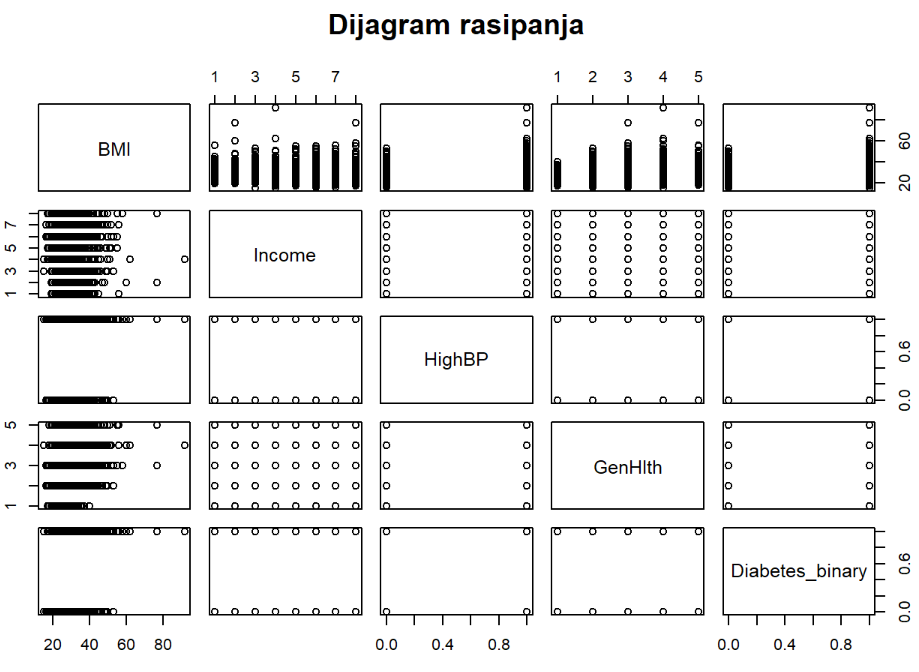 Dijagram rasipanja
1 3 5 7 1 2 3 4 5
BMI
20 60
1 3 5 7
Income
HighBP
0.0 0.6
1 3 5
GenHlth
Diabetes_binary
0.0 0.6
20 40 60 80 0.0 0.4 0.8 0.0 0.4 0.8